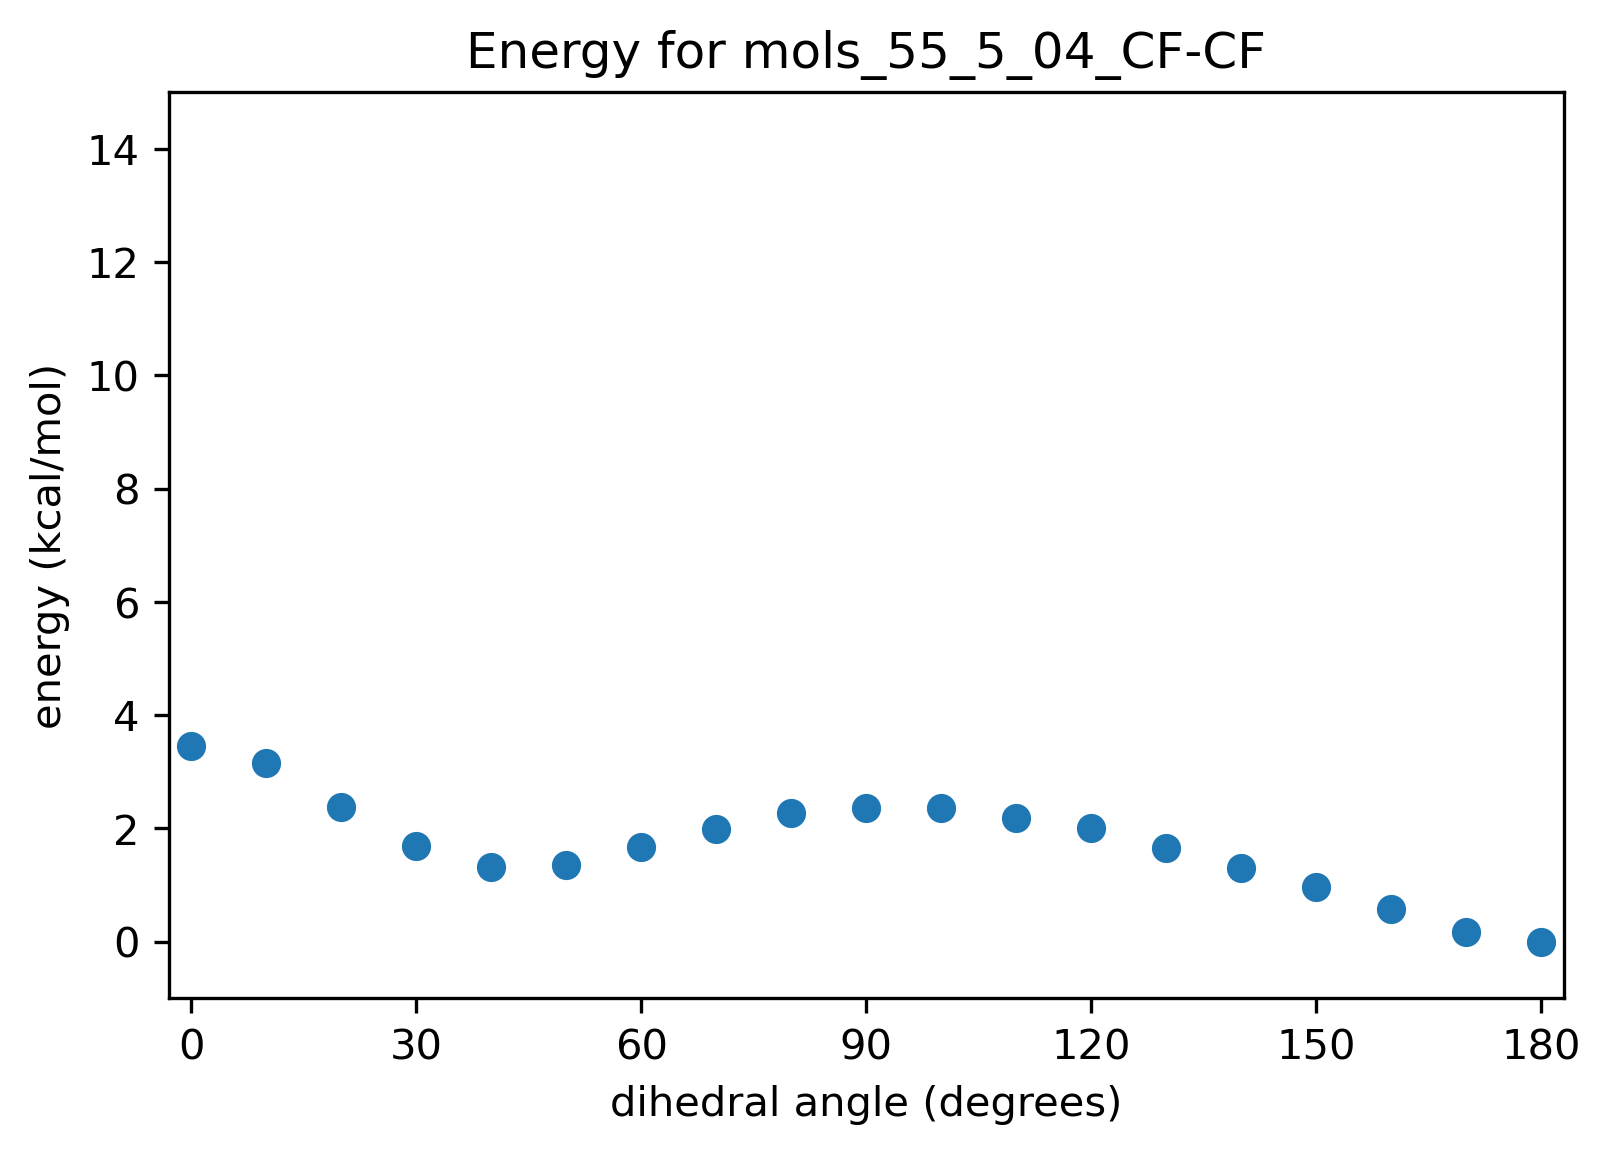 Energy for mols_55_5_04_CF-CF
14
12
10
8
6
4
2
0
energy (kcal/mol)
0 30 60 90 120 150 180
dihedral angle (degrees)